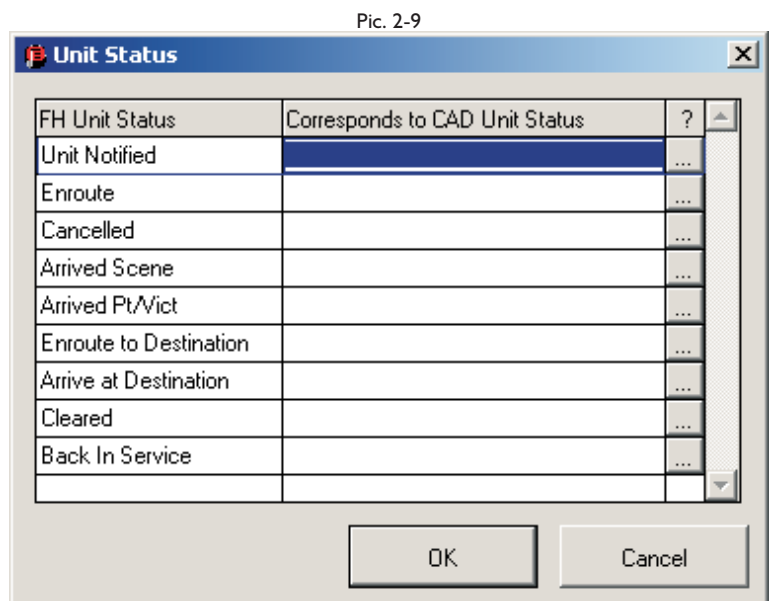 Pic. 2-9
Unit Status
FH Unit Status Corresponds to CAD Unit Status ?
Unit Notified ...
Enroute ...
Cancelled ...
Arrived Scene ...
Arrived Pt/Vict ...
Enroute to Destination ...
Arrive at Destination ...
Cleared ...
Back In Service ...
OK Cancel